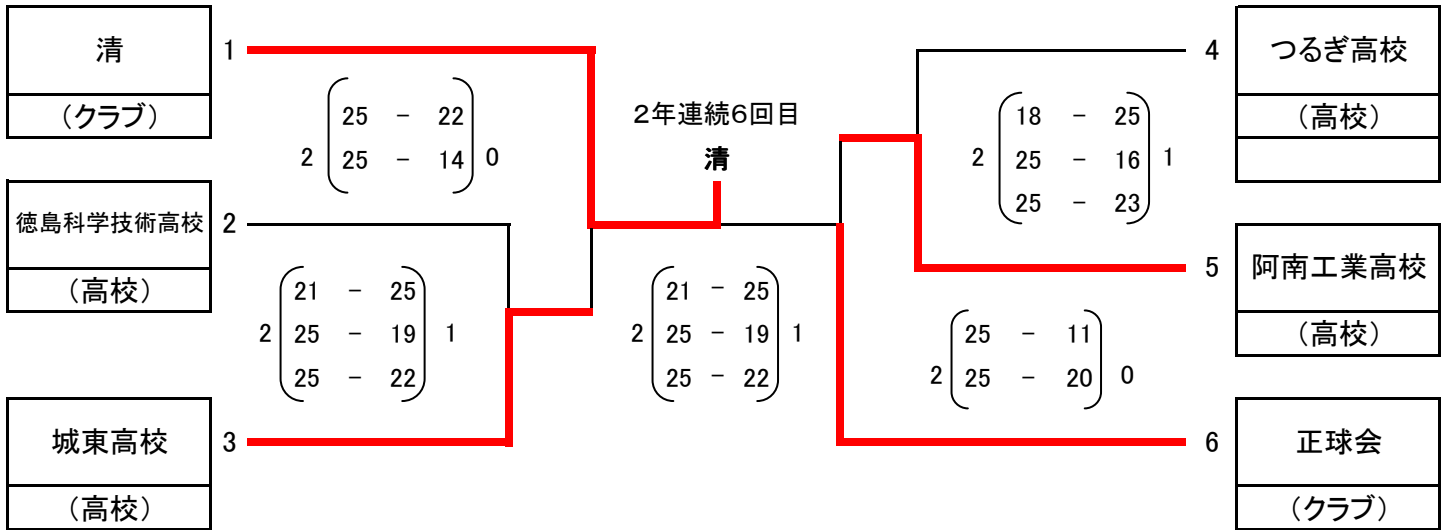 清 1
(クラブ)
25 - 22
2 25 - 14 0
徳島科学技術高校 2
(高校)
21 - 25
2 25 - 19 1
25 - 22
城東高校 3
(高校)
2年連続6回目
清
21 - 25
2 25 - 19 1
25 - 22
4 つるぎ高校
(高校)
18 - 25
2 25 - 16 1
25 - 23
5 阿南工業高校
(高校)
25 - 11
2 25 - 20 0
6 正球会
(クラブ)